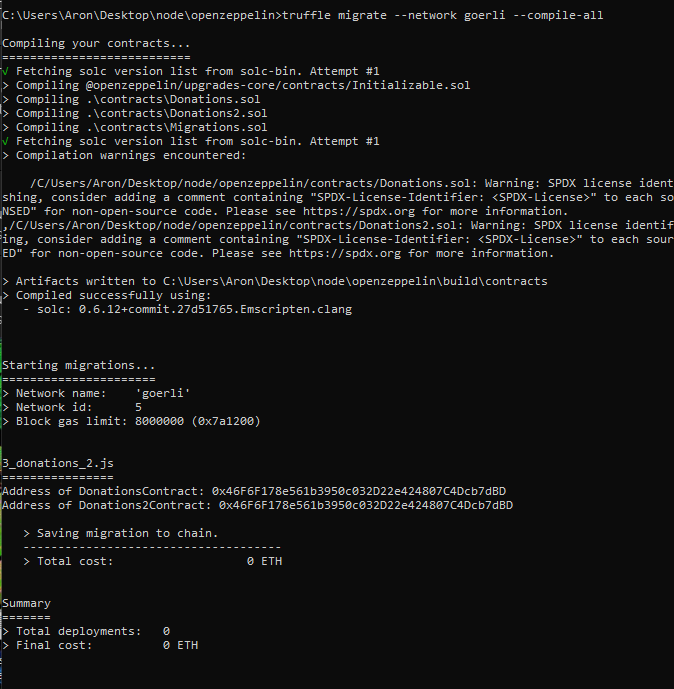 C:\Users\Aron\Desktop\node\openzeppelin>truffle migrate --network goerli --compile-all
Compiling your contracts...
===========================
√ Fetching solc version list from solc-bin. Attempt #1
> Compiling @openzeppelin/upgrades-core/contracts/Initializable.sol
> Compiling .\contracts\Donations.sol
> Compiling .\contracts\Donations2.sol
> Compiling .\contracts\Migrations.sol
√ Fetching solc version list from solc-bin. Attempt #1
> Compilation warnings encountered:
/C/Users/Aron/Desktop/node/openzeppelin/contracts/Donations.sol: Warning: SPDX license ident
shing, consider adding a comment containing "SPDX-License-Identifier: <SPDX-License>" to each so
NSED" for non-open-source code. Please see https://spdx.org for more information.
,/C/Users/Aron/Desktop/node/openzeppelin/contracts/Donations2.sol: Warning: SPDX license identif
ing, consider adding a comment containing "SPDX-License-Identifier: <SPDX-License>" to each sour
ED" for non-open-source code. Please see https://spdx.org for more information.
> Artifacts written to C:\Users\Aron\Desktop\node\openzeppelin\build\contracts
> Compiled successfully using:
- solc: 0.6.12+commit.27d51765.Emscripten.clang
Starting migrations...
======================
> Network name: 'goerli'
> Network id: 5
> Block gas limit: 8000000 (0x7a1200)
3_donations_2.js
================
Address of DonationsContract: 0x46F6F178e561b3950c032D22e424807C4Dcb7dBD
Address of Donations2Contract: 0x46F6F178e561b3950c032D22e424807C4Dcb7dBD
> Saving migration to chain.
-------------------------------------
> Total cost: 0 ETH
Summary
=======
> Total deployments: 0
> Final cost: 0 ETH